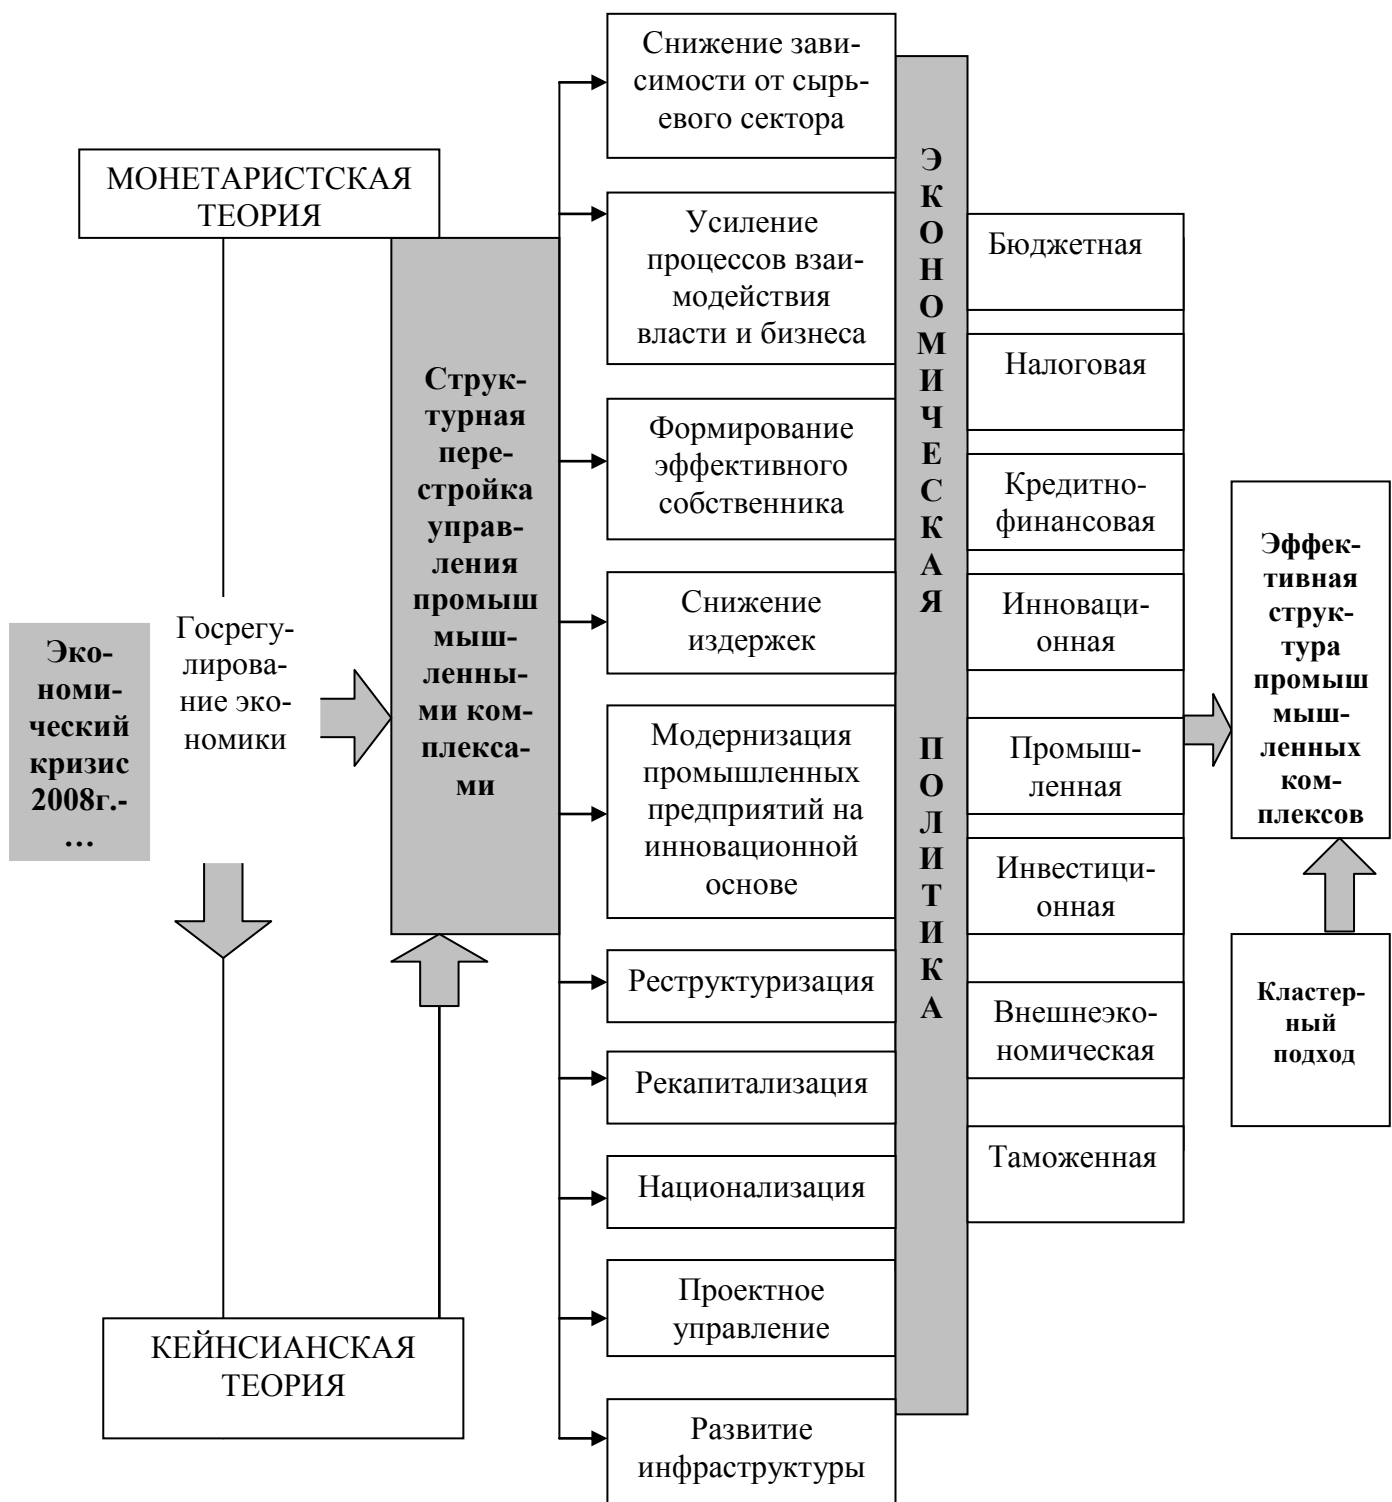 МОНЕТАРИСТСКАЯ
ТЕОРИЯ
Эко-
номи-
ческий
кризис
2008г.-
…
Госрегу-
лирова-
ние эко-
номики
КЕЙНСИАНСКАЯ
ТЕОРИЯ
Струк-
турная
пере-
стройка
управ-
ления
промыш
мыш-
ленны-
ми ком-
плекса-
ми
Снижение зави-
симости от сырь-
евого сектора
Усиление
процессов взаи-
модействия
власти и бизнеса
Формирование
эффективного
собственника
Снижение
издержек
Модернизация
промышленных
предприятий на
инновационной
основе
Реструктуризация
Рекапитализация
Национализация
Проектное
управление
Развитие
инфраструктуры
Э
К
О
Н
О
М
И
Ч
Е
С
К
А
Я
П
О
Л
И
Т
И
К
А
Бюджетная
Налоговая
Кредитно-
финансовая
Инноваци-
онная
Промыш-
ленная
Инвестици-
онная
Внешнеэко-
номическая
Таможенная
Эффек-
тивная
струк-
тура
промыш
мыш-
ленных
ком-
плексов
Кластер-
ный
подход